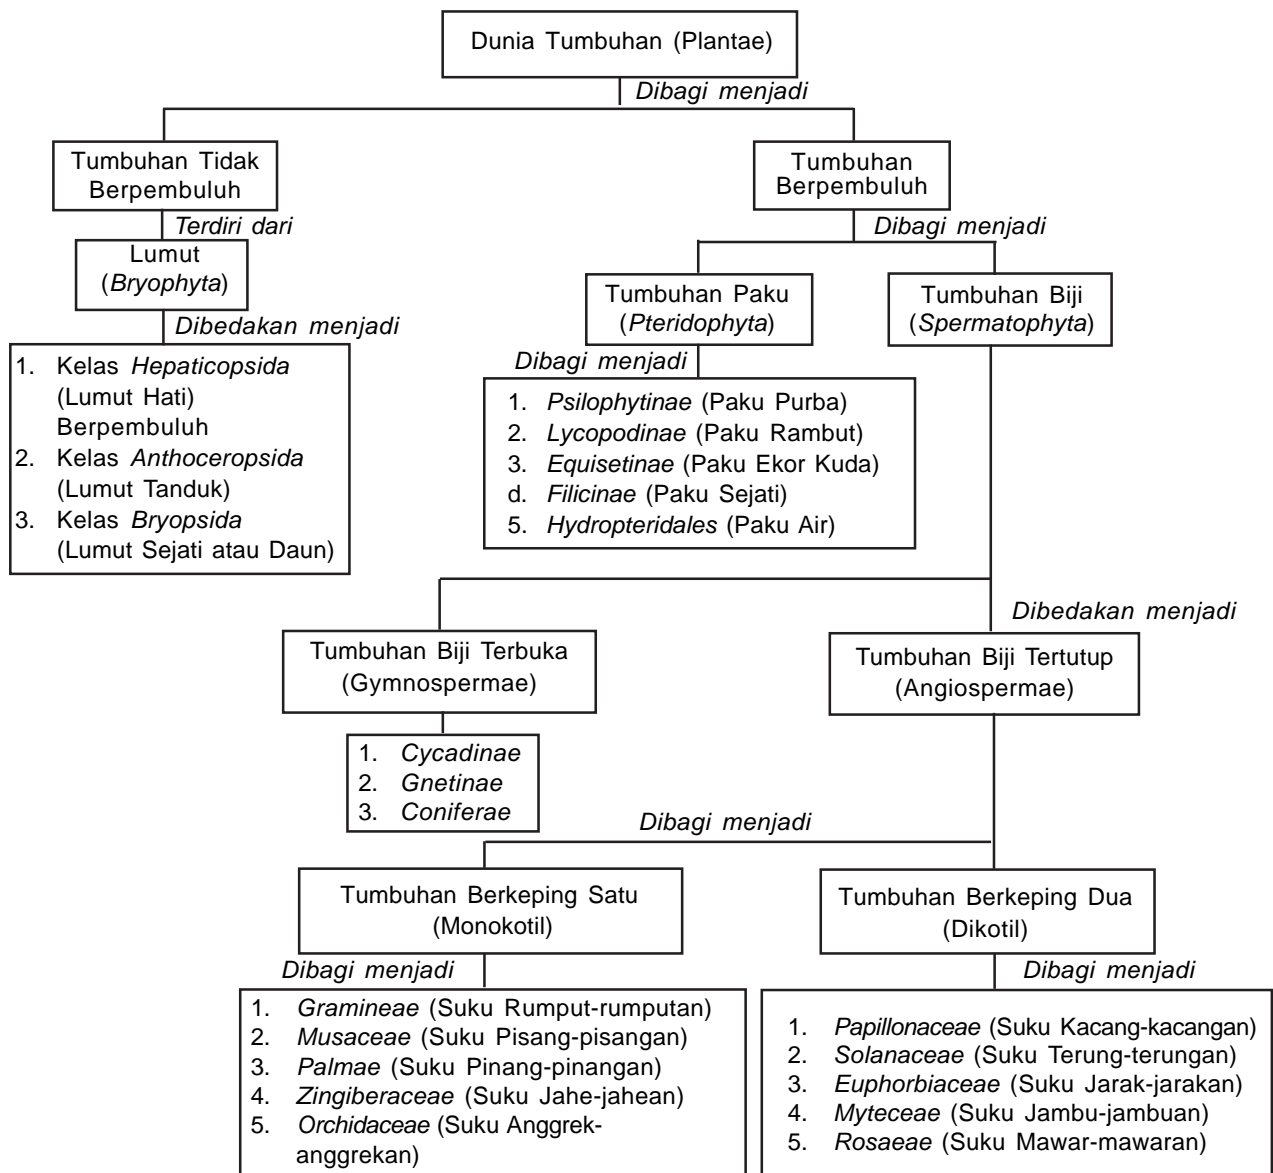 Dunia Tumbuhan (Plantae)
Dibagi menjadi
Tumbuhan Tidak
Berpembuluh
Terdiri dari
Lumut
(Bryophyta)
Dibedakan menjadi
1. Kelas Hepaticopsida
(Lumut Hati)
Berpembuluh
2. Kelas Anthoceropsida
(Lumut Tanduk)
3. Kelas Bryopsida
(Lumut Sejati atau Daun)
Tumbuhan
Berpembuluh
Dibagi menjadi
Tumbuhan Paku
(Pteridophyta)
Dibagi menjadi
1. Psilophytinae (Paku Purba)
2. Lycopodinae (Paku Rambut)
3. Equisetinae (Paku Ekor Kuda)
d. Filicinae (Paku Sejati)
5. Hydropteridales (Paku Air)
Tumbuhan Biji
(Spermatophyta)
Dibedakan menjadi
Tumbuhan Biji Terbuka
(Gymnospermae)
1. Cycadinae
2. Gnetinae
3. Coniferae
Tumbuhan Biji Tertutup
(Angiospermae)
Dibagi menjadi
Tumbuhan Berkeping Satu
(Monokotil)
Dibagi menjadi
1. Gramineae (Suku Rumput-rumputan)
2. Musaceae (Suku Pisang-pisangan)
3. Palmae (Suku Pinang-pinangan)
4. Zingiberaceae (Suku Jahe-jahean)
5. Orchidaceae (Suku Anggrek-
anggrekan)
Tumbuhan Berkeping Dua
(Dikotil)
Dibagi menjadi
1. Papillonaceae (Suku Kacang-kacangan)
2. Solanaceae (Suku Terung-terungan)
3. Euphorbiaceae (Suku Jarak-jarakan)
4. Myteceae (Suku Jambu-jambuan)
5. Rosaeae (Suku Mawar-mawaran)